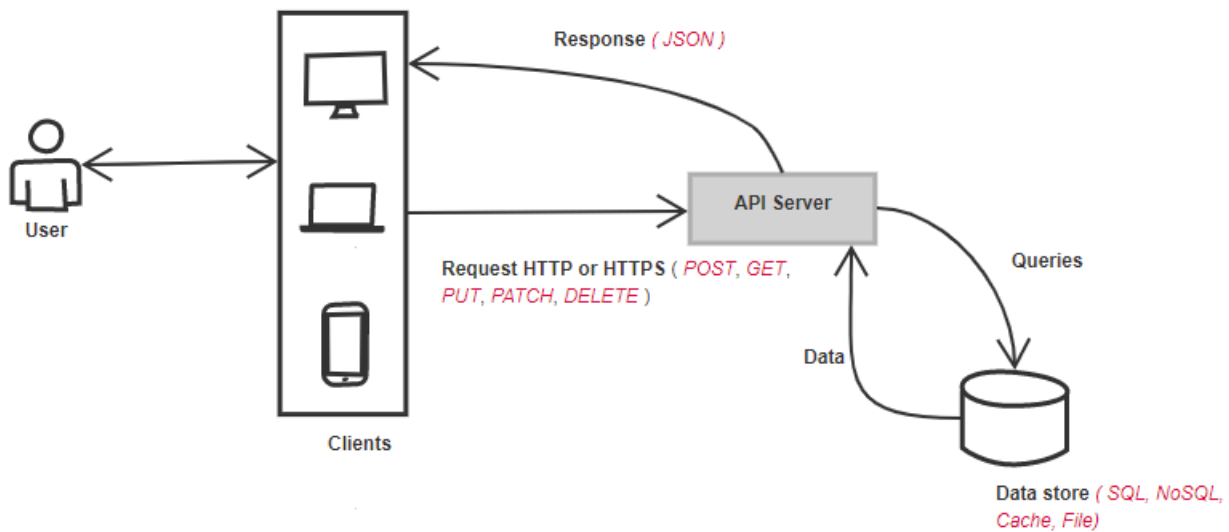 Response ( JSON )
User
API Server
Request HTTP or HTTPS ( POST, GET,
PUT, PATCH, DELETE )
Queries
Data
Clients
Data store ( SQL, NoSQL,
Cache, File)